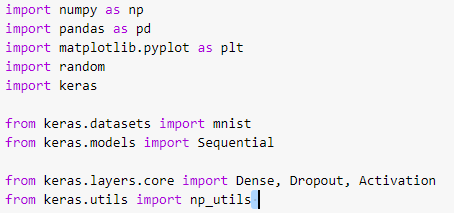 import numpy as np
import pandas as pd
import matplotlib.pyplot as plt
import random
import keras
from keras.datasets import mnist
from keras.models import Sequential
from keras.layers.core import Dense, Dropout, Activation
from keras.utils import np_utils